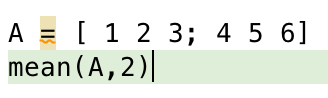 A = [ 1 2 3; 4 5 6]
mean(A,2)